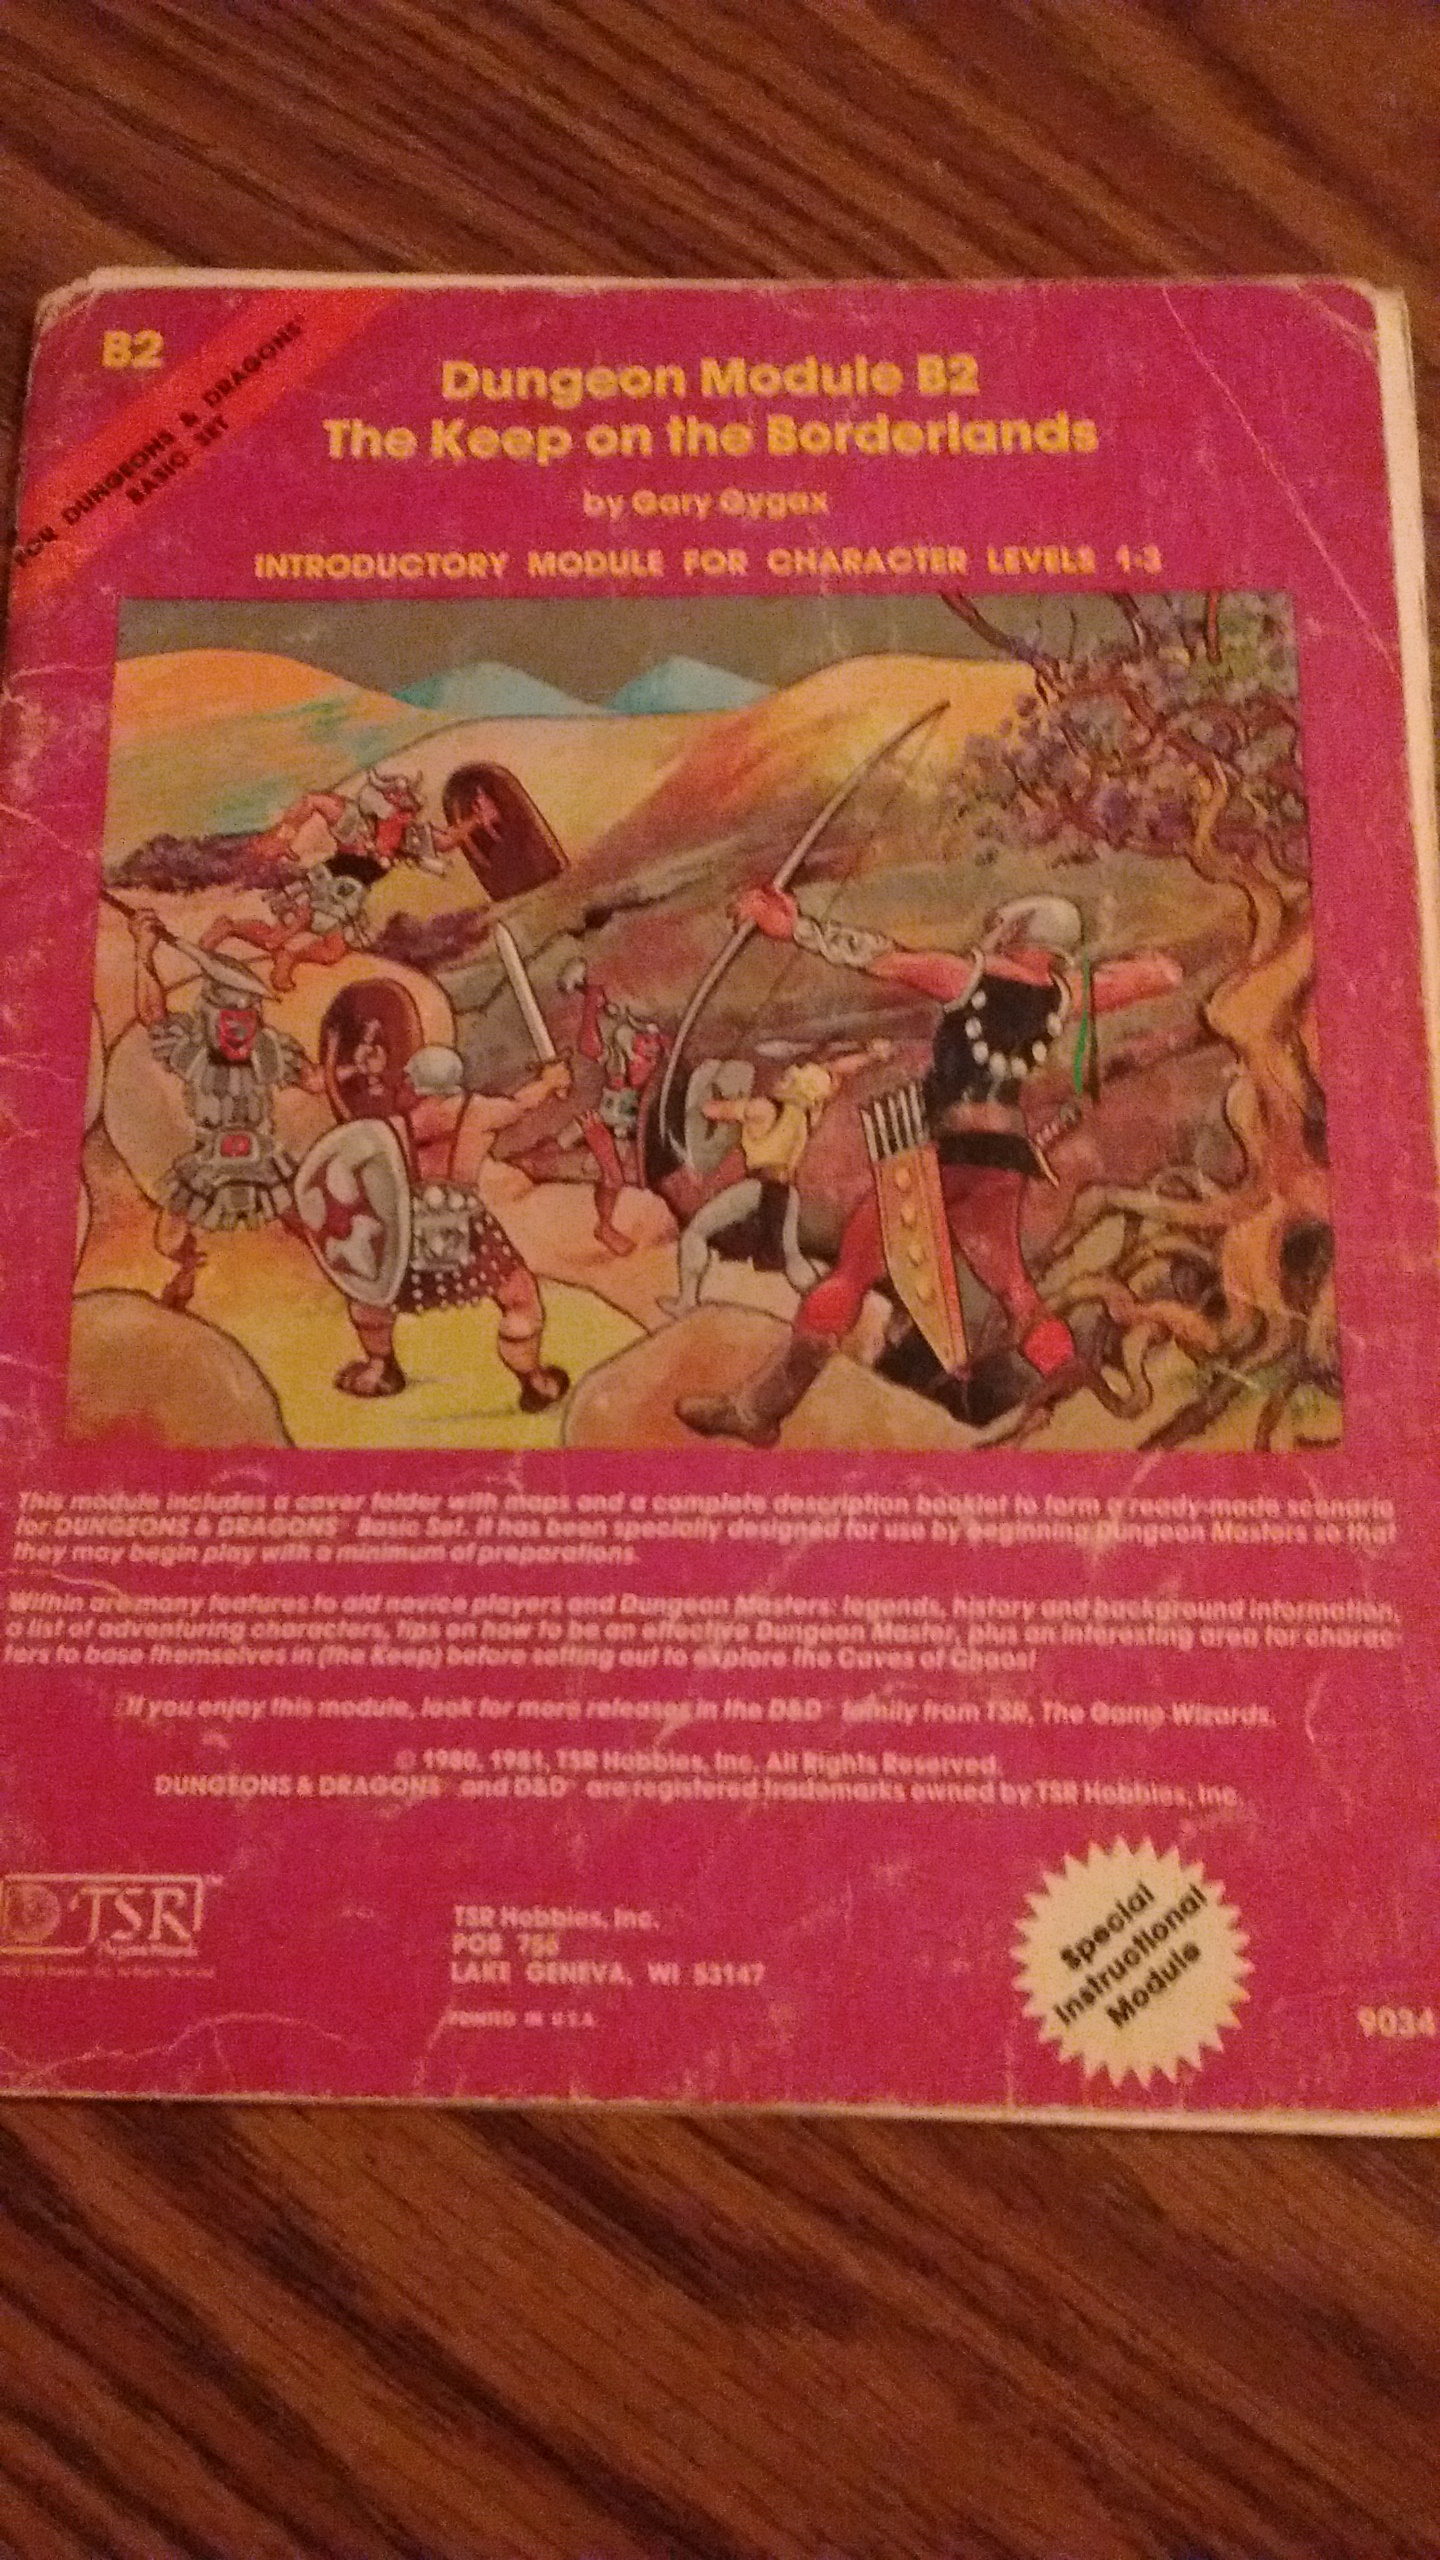 B2
FOR DUNGEONS & DRAGONS®
BASIC SET
Dungeon Module B2
The Keep on the Borderlands
by Gary Gygax
INTRODUCTORY MODULE FOR CHARACTER LEVELS 1-3
This module includes a cover folder with maps and a complete description booklet to form a ready-made scenario
for DUNGEONS & DRAGONS® Basic Set. It has been specially designed for use by beginning Dungeon Masters so that
they may begin play with a minimum of preparations.
Within are many features to aid novice players and Dungeon Masters: legends, history and background information,
a list of adventuring characters, tips on how to be an effective Dungeon Master, plus an interesting area for charac-
ters to base themselves in (the Keep) before setting out to explore the Caves of Chaos!
If you enjoy this module, look for more releases in the D&D® family from TSR, The Game Wizards.
© 1980, 1981, TSR Hobbies, Inc. All Rights Reserved.
DUNGEONS & DRAGONS® and D&D® are registered trademarks owned by TSR Hobbies, Inc.
TSR™
TSR Hobbies, Inc.
POB 756
LAKE GENEVA, WI 53147
PRINTED IN U.S.A.
Special
Instructional
Module
9034